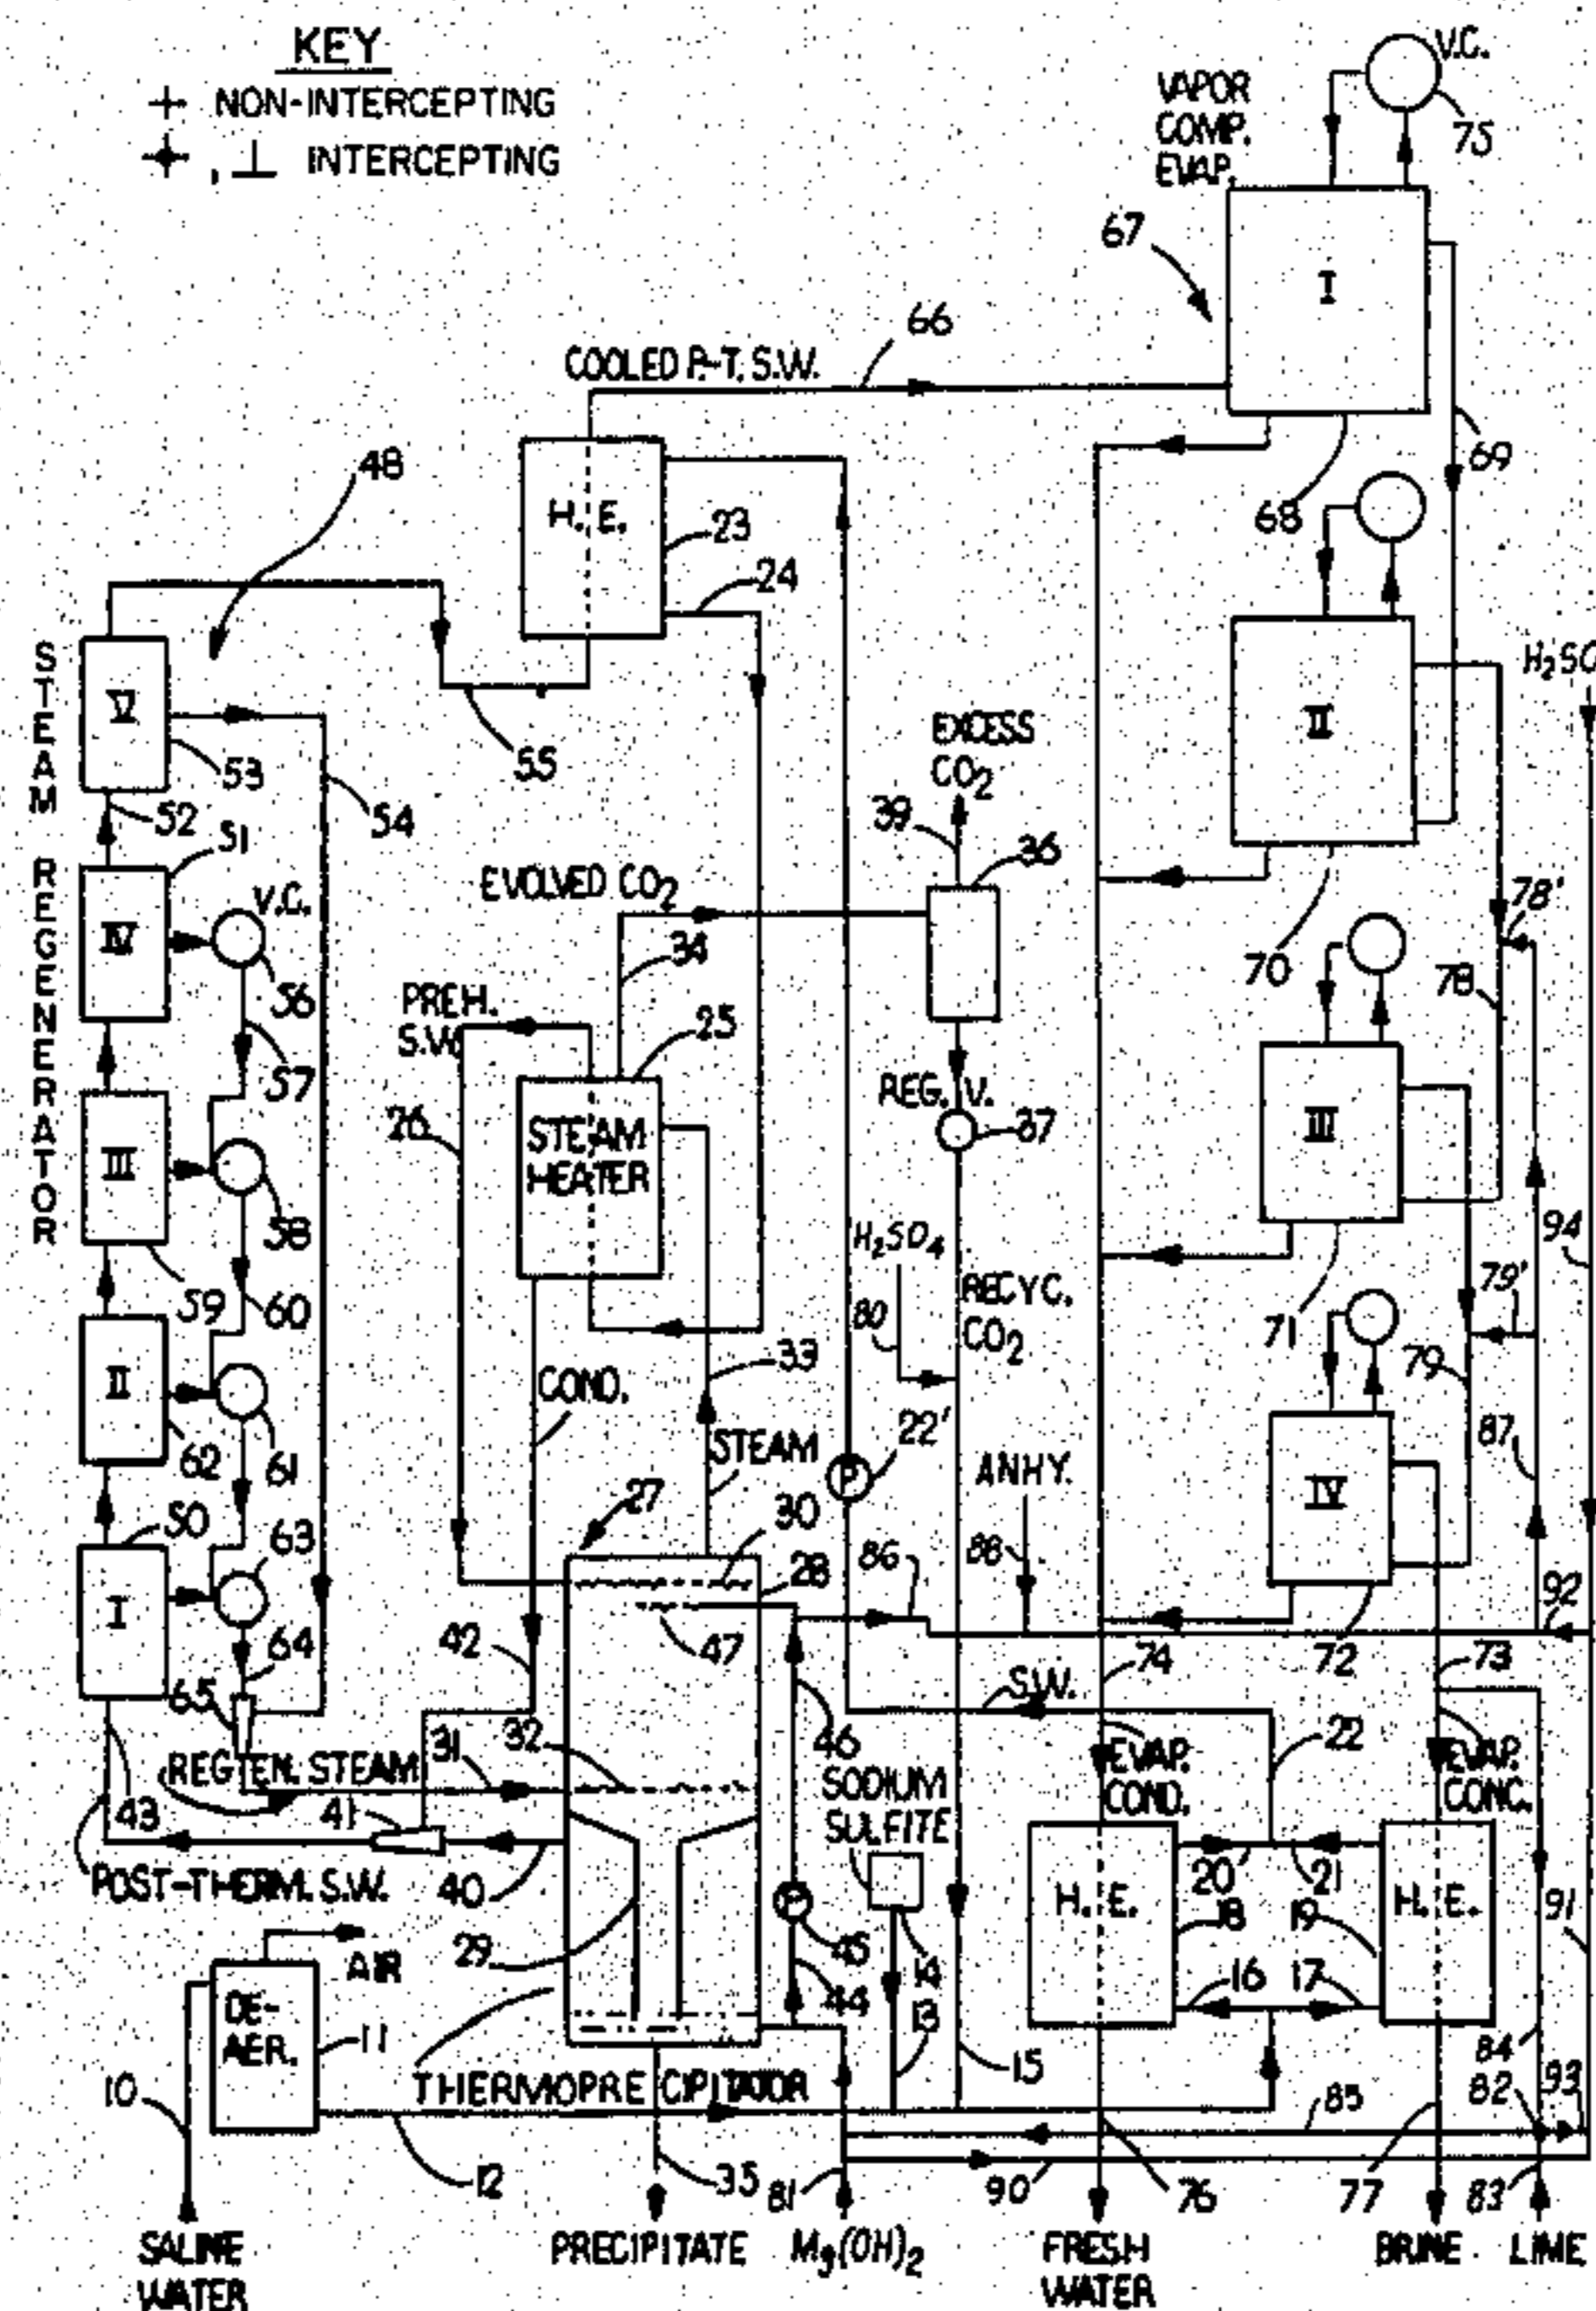 KEY
NON-INTERCEPTING
, ⊥ INTERCEPTING
V.C.
75
VAPOR
COMP.
EVAP.
67
I
66
COOLED P.-T. S.W.
69
68
48
H.E.
23
24
STEAM REGENERATOR
V
53
55
52
54
51
IV
V.C.
56
57
III
58
59
60
II
61
62
50
I
63
64
65
H2SO
II
70
EXCESS
CO2
39
36
EVOLVED CO2
34
PREH.
S.W.
25
26
STEAM
HEATER
REG. V.
37
78'
78
III
71
94
H2SO4
80
RECYC.
CO2
79'
79
33
COND.
STEAM
22'
P
ANHY.
88
IV
87
27
30
28
86
92
42
47
72
73
74
S.W.
46
22
31
32
REGEN. STEAM
43
41
POST-THERM. S.W.
40
SODIUM
SULFITE
EVAP.
COND.
EVAP.
CONC.
20
21
H.E.
18
19
H.E.
91
P
45
14
16
17
29
44
13
AIR
DE-
AER.
11
THERMOPRECIPITATOR
15
84
10
85
82
93
12
35
81
90
76
77
83
SALINE
WATER
PRECIPITATE
Mg(OH)2
FRESH
WATER
BRINE
LIME